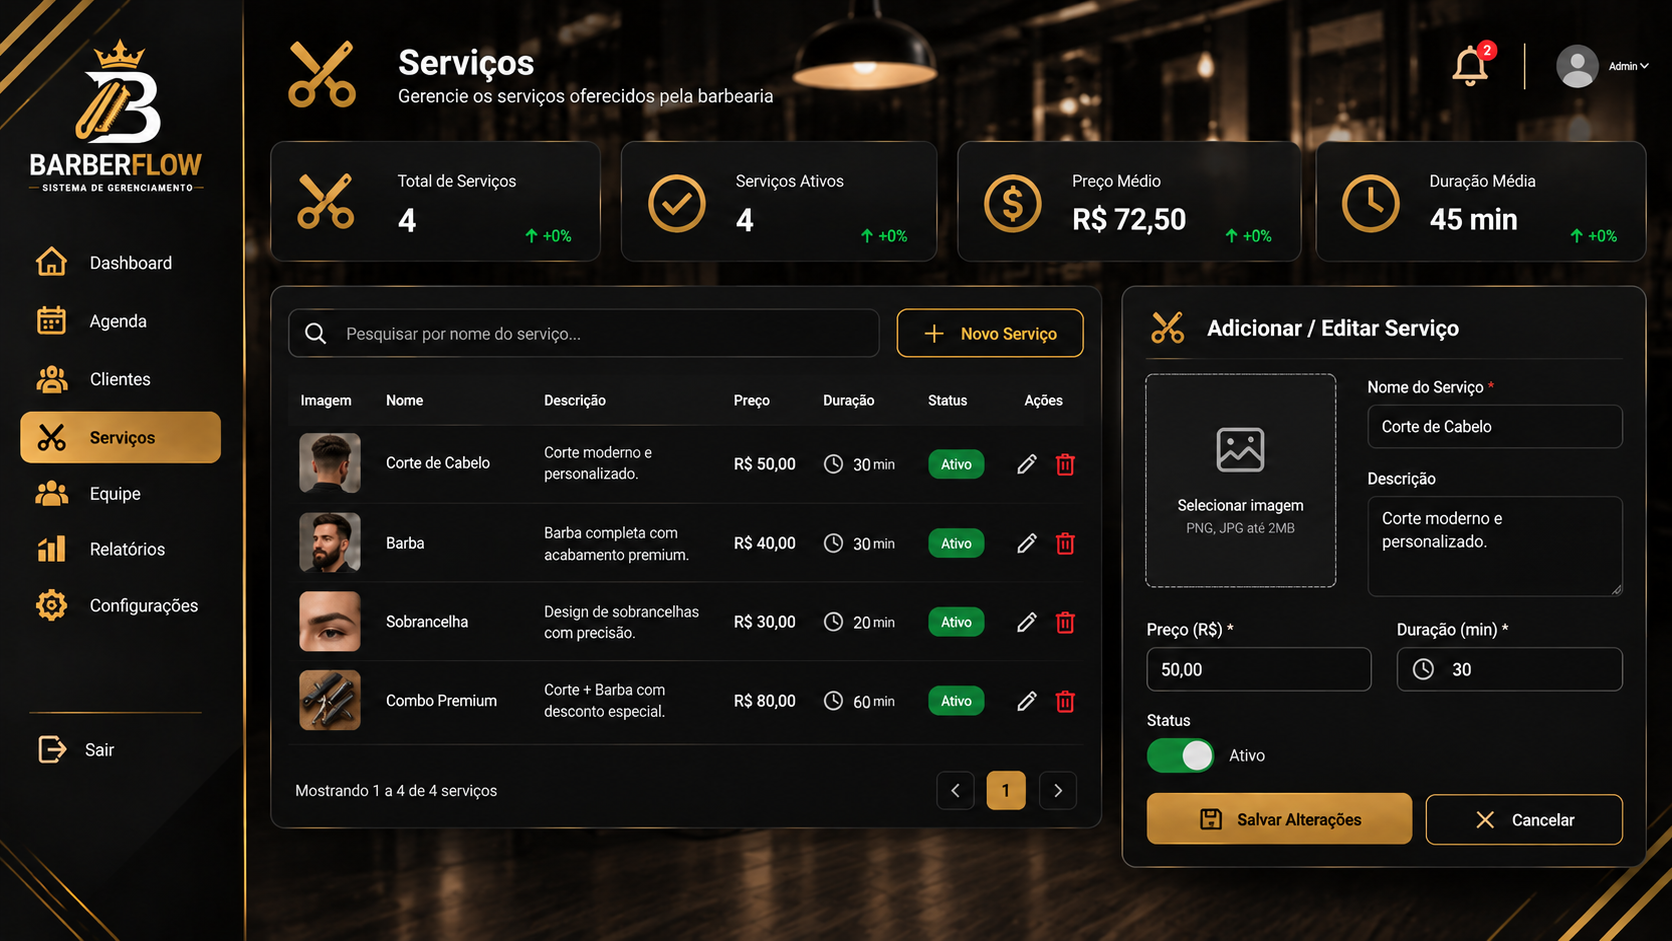 BARBERFLOW
SISTEMA DE GERENCIAMENTO
Dashboard
Agenda
Clientes
Serviços
Equipe
Relatórios
Configurações
Sair
Serviços
Gerencie os serviços oferecidos pela barbearia
2
Admin
Total de Serviços
4
+0%
Serviços Ativos
4
+0%
Preço Médio
R$ 72,50
+0%
Duração Média
45 min
+0%
Pesquisar por nome do serviço...
Novo Serviço
Imagem Nome Descrição Preço Duração Status Ações
Corte de Cabelo
Corte moderno e
personalizado.
R$ 50,00
30 min
Ativo
Barba
Barba completa com
acabamento premium.
R$ 40,00
30 min
Ativo
Sobrancelha
Design de sobrancelhas
com precisão.
R$ 30,00
20 min
Ativo
Combo Premium
Corte + Barba com
desconto especial.
R$ 80,00
60 min
Ativo
Mostrando 1 a 4 de 4 serviços
1
Adicionar / Editar Serviço
Selecionar imagem
PNG, JPG até 2MB
Nome do Serviço *
Corte de Cabelo
Descrição
Corte moderno e
personalizado.
Preço (R$) *
50,00
Duração (min) *
30
Status
Ativo
Salvar Alterações
Cancelar